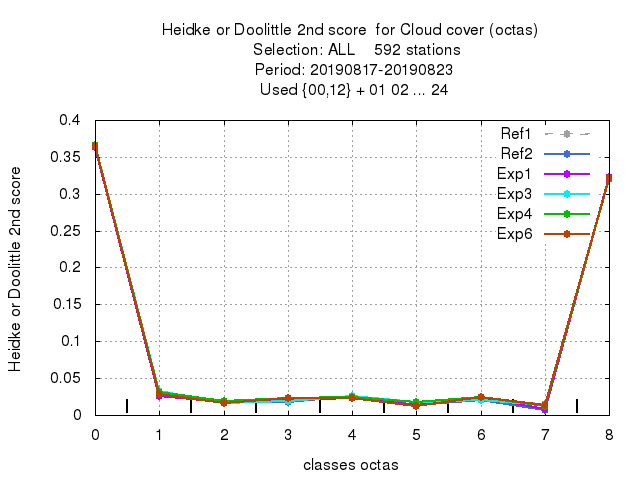 Heidke or Doolittle 2nd score  for Cloud cover (octas)
Selection: ALL    592 stations
Period: 20190817-20190823
Used {00,12} + 01 02 ... 24
Heidke or Doolittle 2nd score
0.4
0.35
0.3
0.25
0.2
0.15
0.1
0.05
0
Ref1
Ref2
Exp1
Exp3
Exp4
Exp6
0 1 2 3 4 5 6 7 8
classes octas